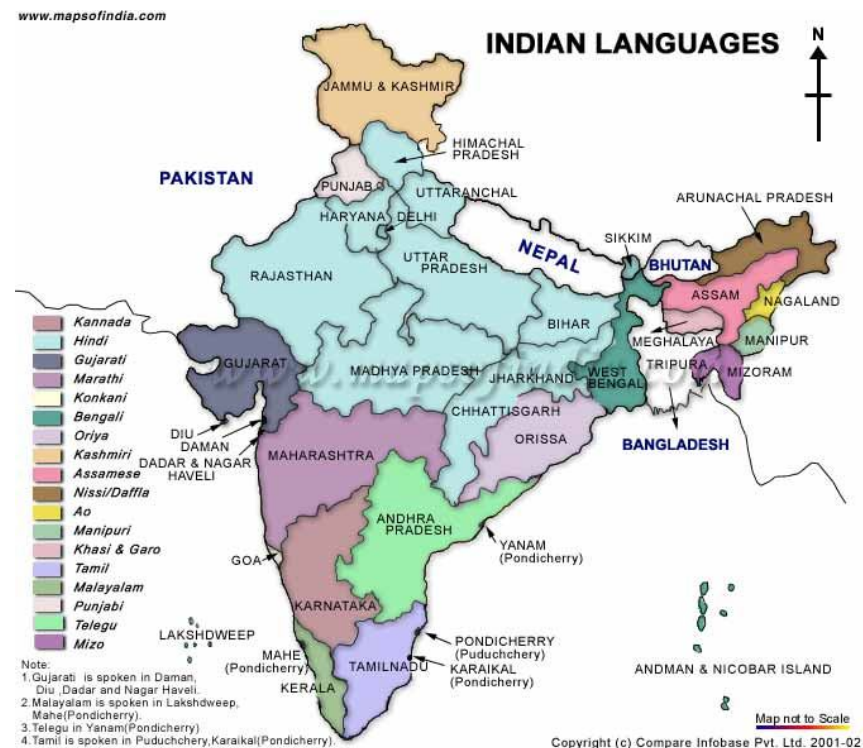 www.mapsofindia.com
INDIAN LANGUAGES
N
JAMMU & KASHMIR
HIMACHAL
PRADESH
PAKISTAN
PUNJAB
UTTARANCHAL
ARUNACHAL PRADESH
HARYANA
DELHI
SIKKIM
NEPAL
BHUTAN
RAJASTHAN
UTTAR
PRADESH
ASSAM
NAGALAND
BIHAR
MEGHALAYA
MANIPUR
GUJARAT
MADHYA PRADESH
JHARKHAND
WEST
BENGAL
TRIPURA
MIZORAM
www.mapsofindia
CHHATTISGARH
ORISSA
BANGLADESH
DIU
DAMAN
DADAR & NAGAR
HAVELI
MAHARASHTRA
ANDHRA
PRADESH
YANAM
(Pondicherry)
GOA
KARNATAKA
LAKSHDWEEP
MAHE
(Pondicherry)
KERALA
TAMILNADU
PONDICHERRY
(Puduchchery)
KARAIKAL
(Pondicherry)
ANDMAN & NICOBAR ISLAND
Kannada
Hindi
Gujarati
Marathi
Konkani
Bengali
Oriya
Kashmiri
Assamese
Nissi/Daffla
Ao
Manipuri
Khasi & Garo
Tamil
Malayalam
Punjabi
Telegu
Mizo
Note:
1.Gujarati is spoken in Daman,
Diu ,Dadar and Nagar Haveli.
2.Malayalam is spoken in Lakshdweep,
Mahe(Pondicherry).
3.Telegu in Yanam(Pondicherry)
4.Tamil is spoken in Puduchchery,Karaikal(Pondicherry).
Map not to Scale
Copyright (c) Compare Infobase Pvt. Ltd. 2001-02